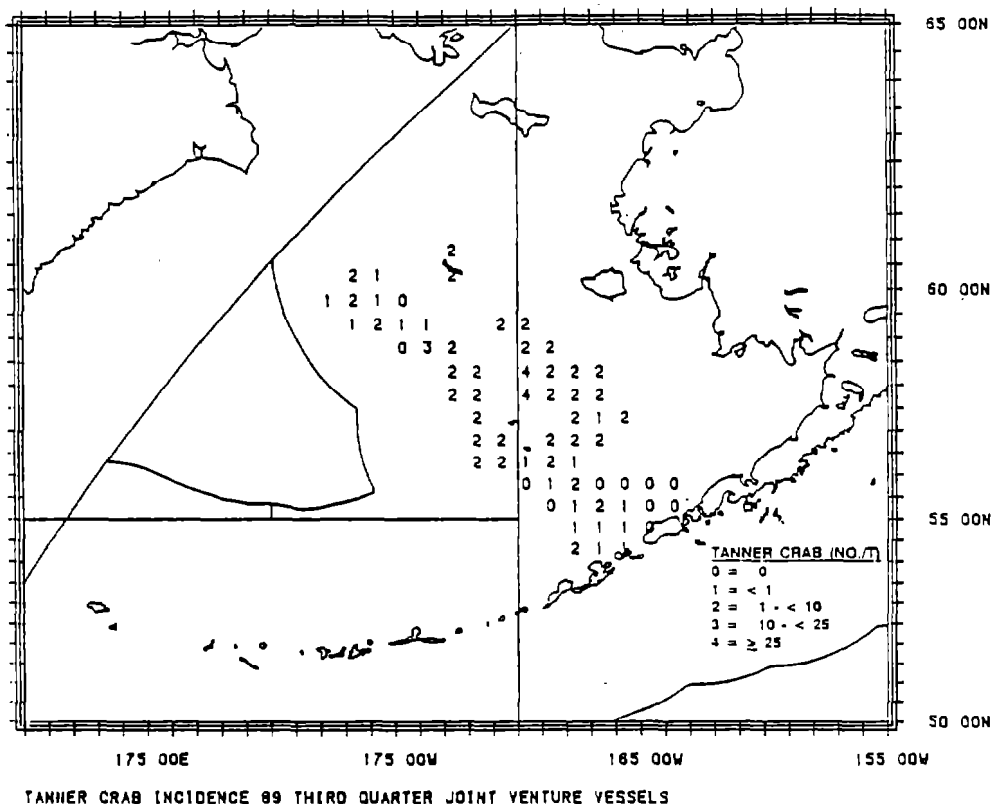 65 00N
2
2 1 2
1 2 1 0 60 00N
1 2 1 1 2 2
0 3 2 2 2
2 2 4 2 2 2
2 2 4 2 2 2
2 2 1 2
2 2 2 2 2
2 2 1 2 1
0 1 2 0 0 0 0
0 1 2 1 0 0
1 1 1 0 55 00N
2 1 1
TANNER CRAB (NO./T)
0 = 0
1 = < 1
2 = 1 - < 10
3 = 10 - < 25
4 = ≥ 25
50 00N
175 00E 175 00W 165 00W 155 00W
TANNER CRAB INCIDENCE 89 THIRD QUARTER JOINT VENTURE VESSELS